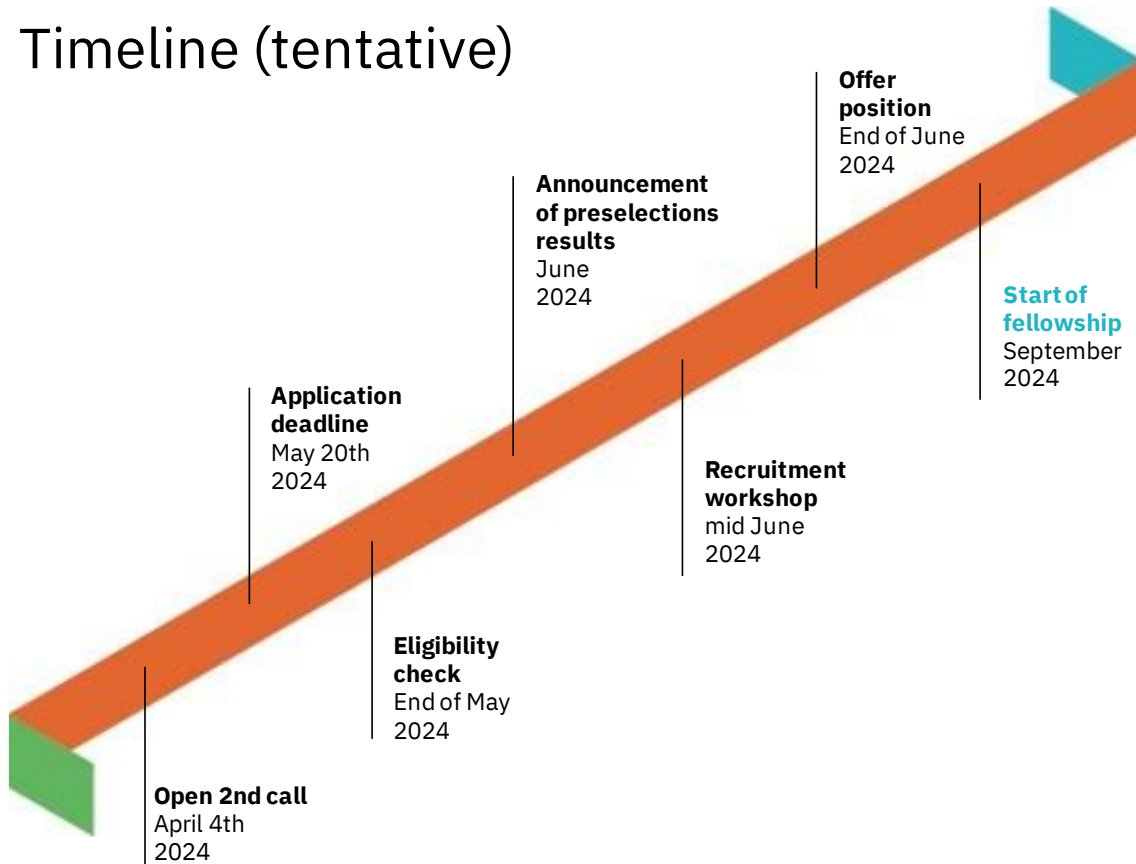 Timeline (tentative)
Open 2nd call
April 4th
2024
Application
deadline
May 20th
2024
Eligibility
check
End of May
2024
Announcement
of preselections
results
June
2024
Recruitment
workshop
mid June
2024
Offer
position
End of June
2024
Start of
fellowship
September
2024